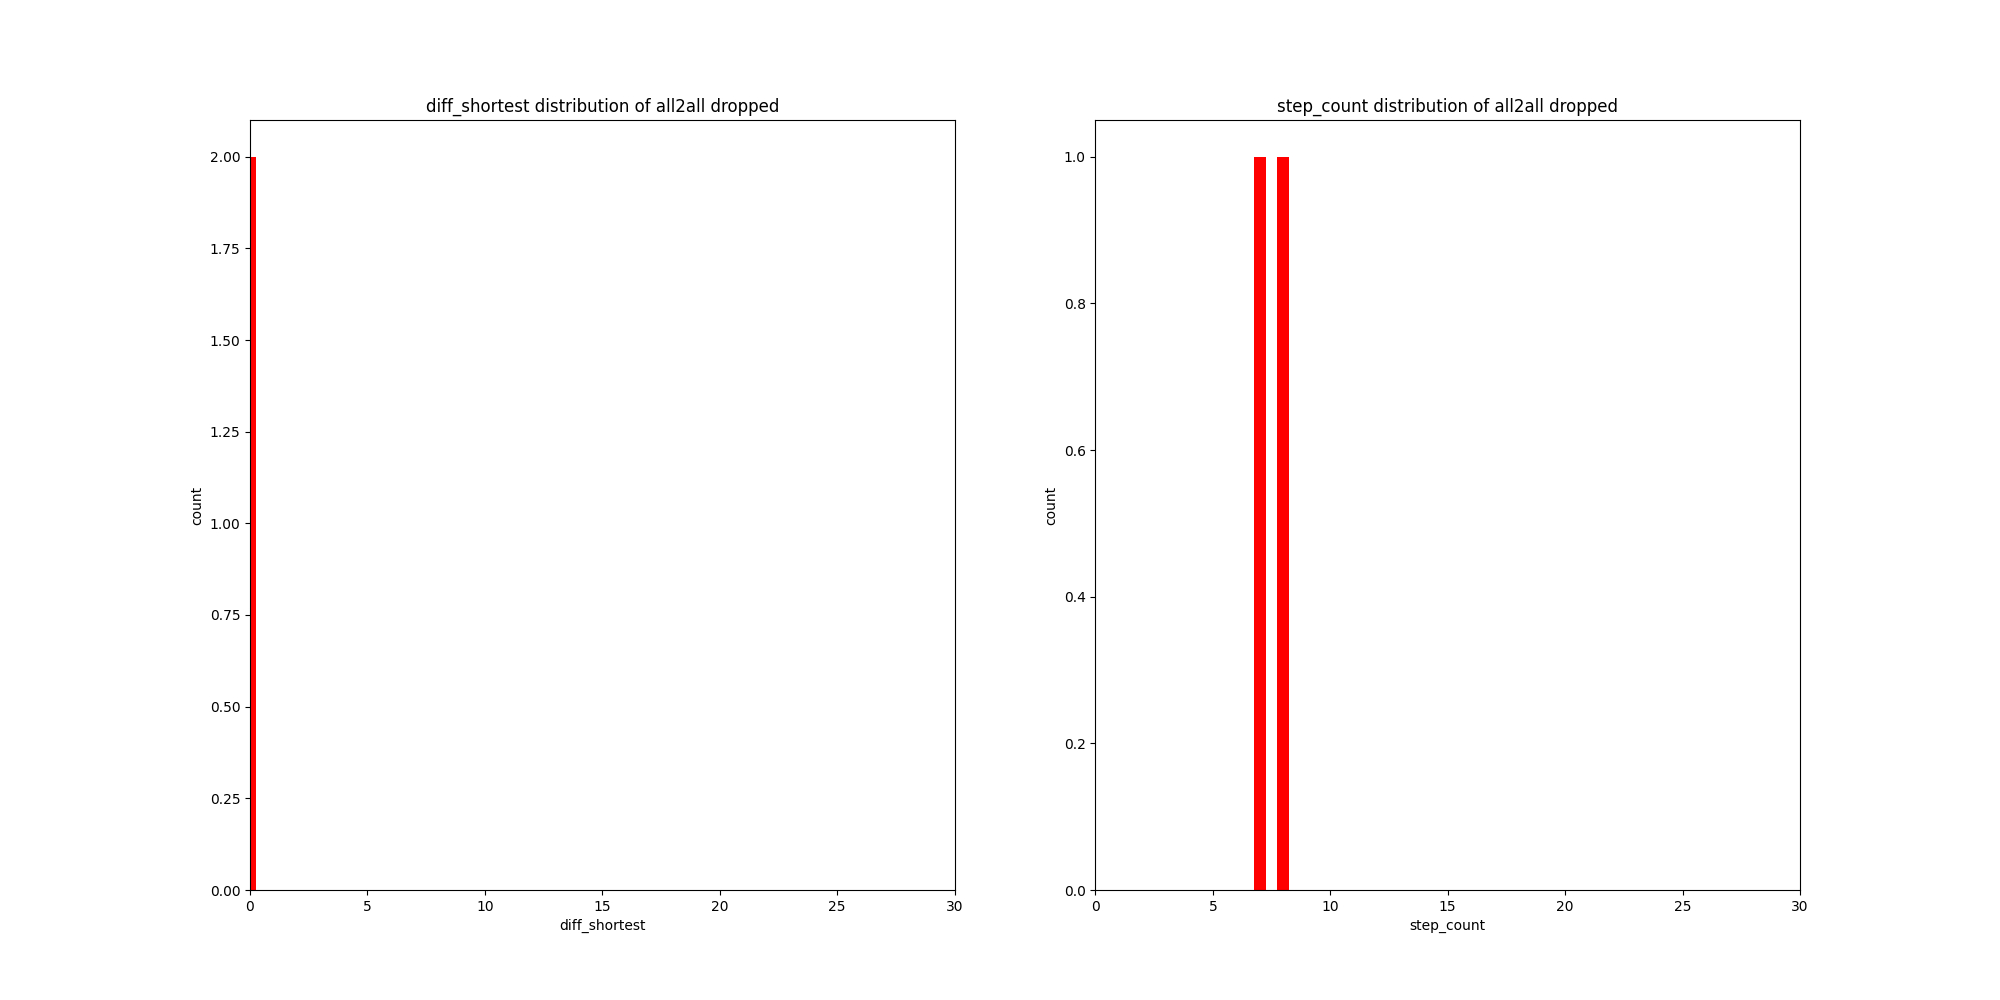 diff_shortest distribution of all2all dropped
2.00
1.75
1.50
1.25
1.00
0.75
0.50
0.25
0.00
count
0 5 10 15 20 25 30
diff_shortest
step_count distribution of all2all dropped
1.0
0.8
0.6
0.4
0.2
0.0
count
0 5 10 15 20 25 30
step_count